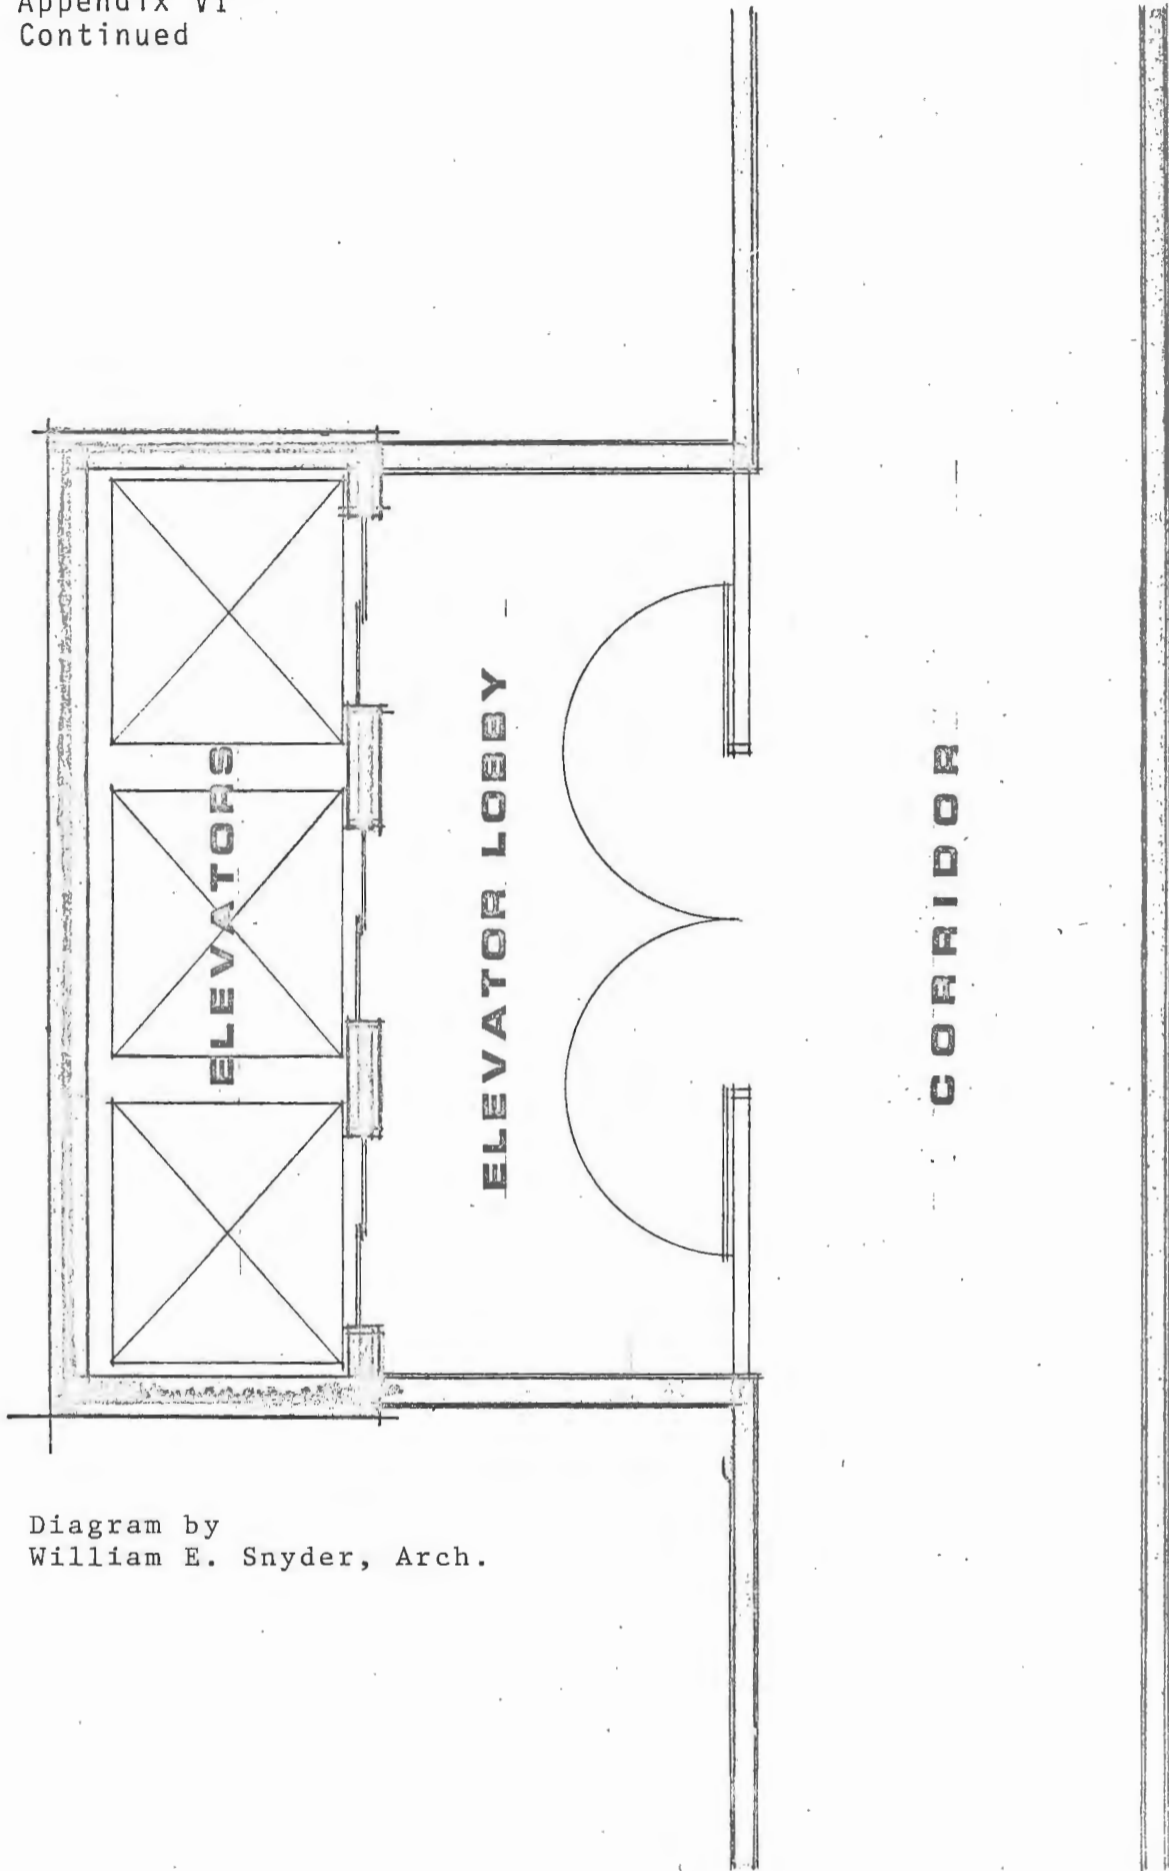 Appendix VI
Continued
ELEVATORS
ELEVATOR LOBBY
CORRIDOR
Diagram by
William E. Snyder, Arch.